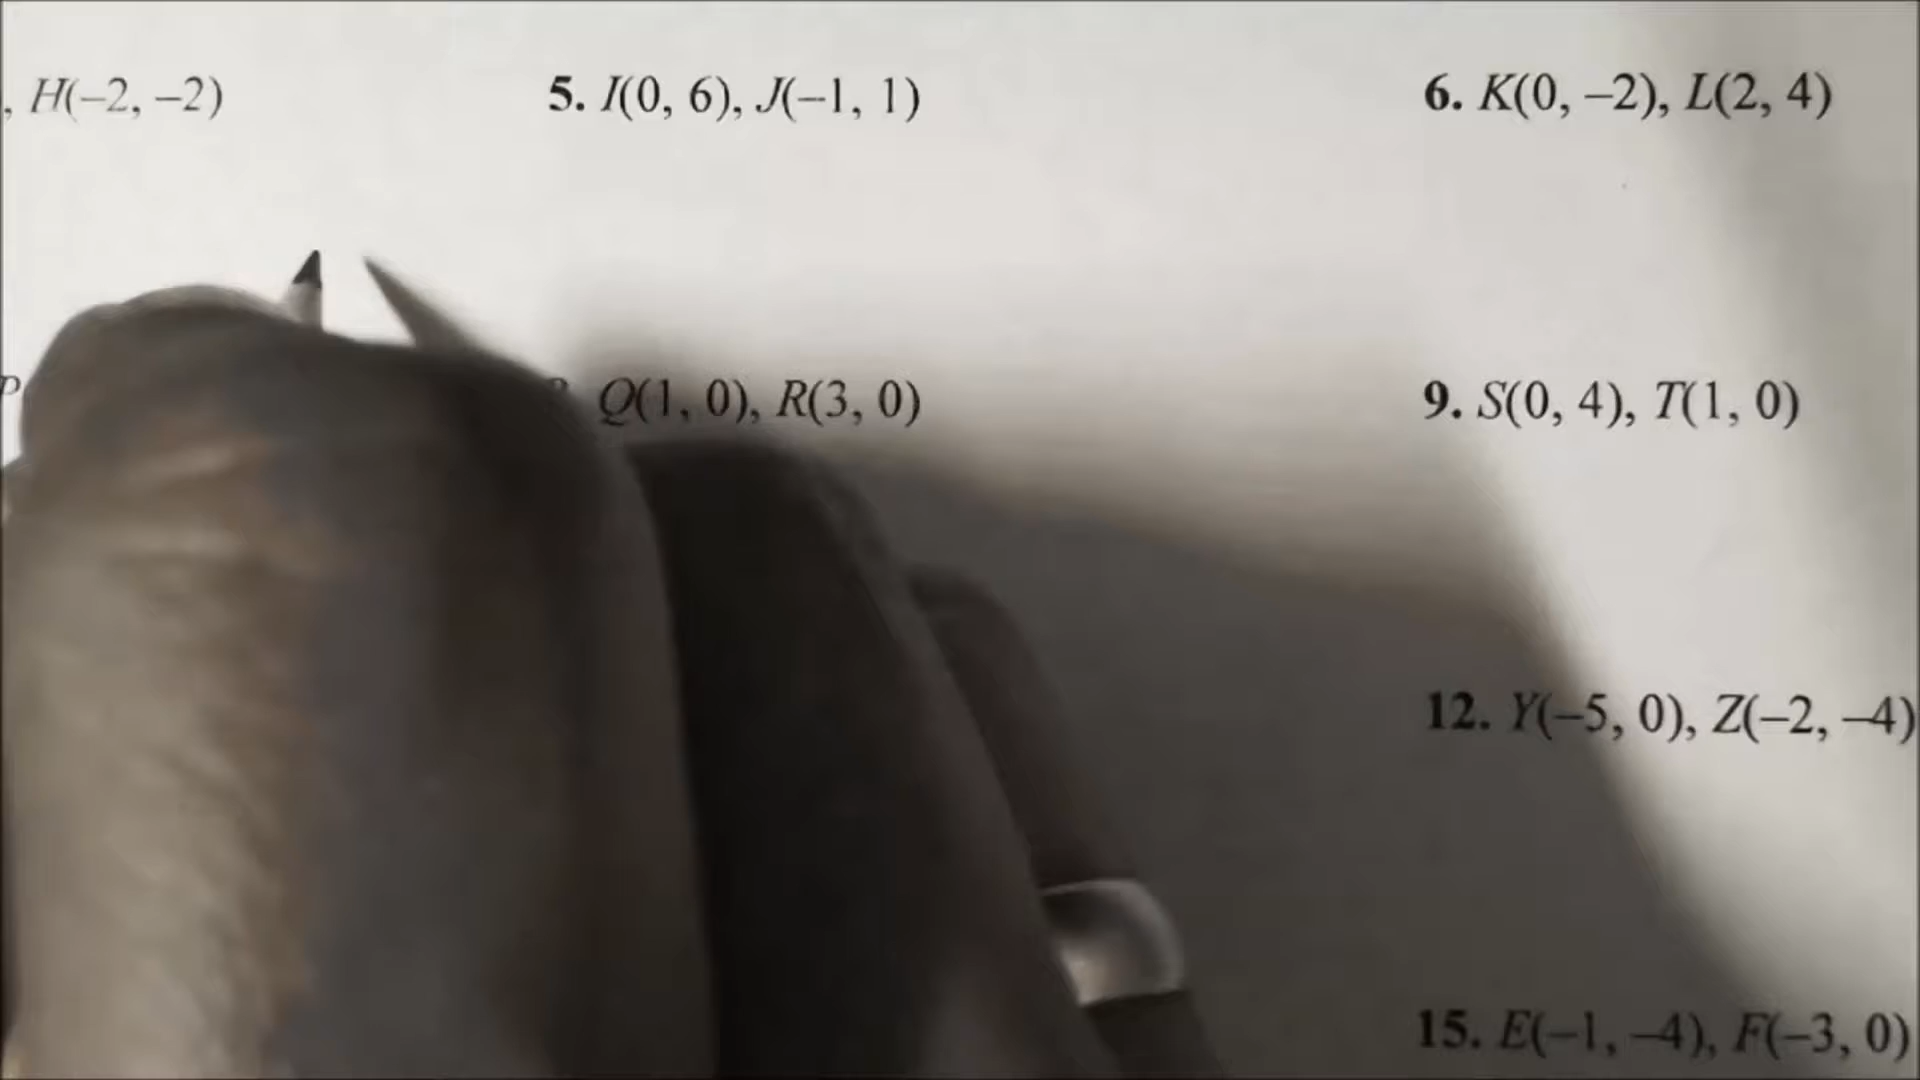 , H(–2, –2)
5. I(0, 6), J(–1, 1)
6. K(0, –2), L(2, 4)
P
Q(1, 0), R(3, 0)
9. S(0, 4), T(1, 0)
12. Y(–5, 0), Z(–2, –4)
15. E(–1, –4), F(–3, 0)